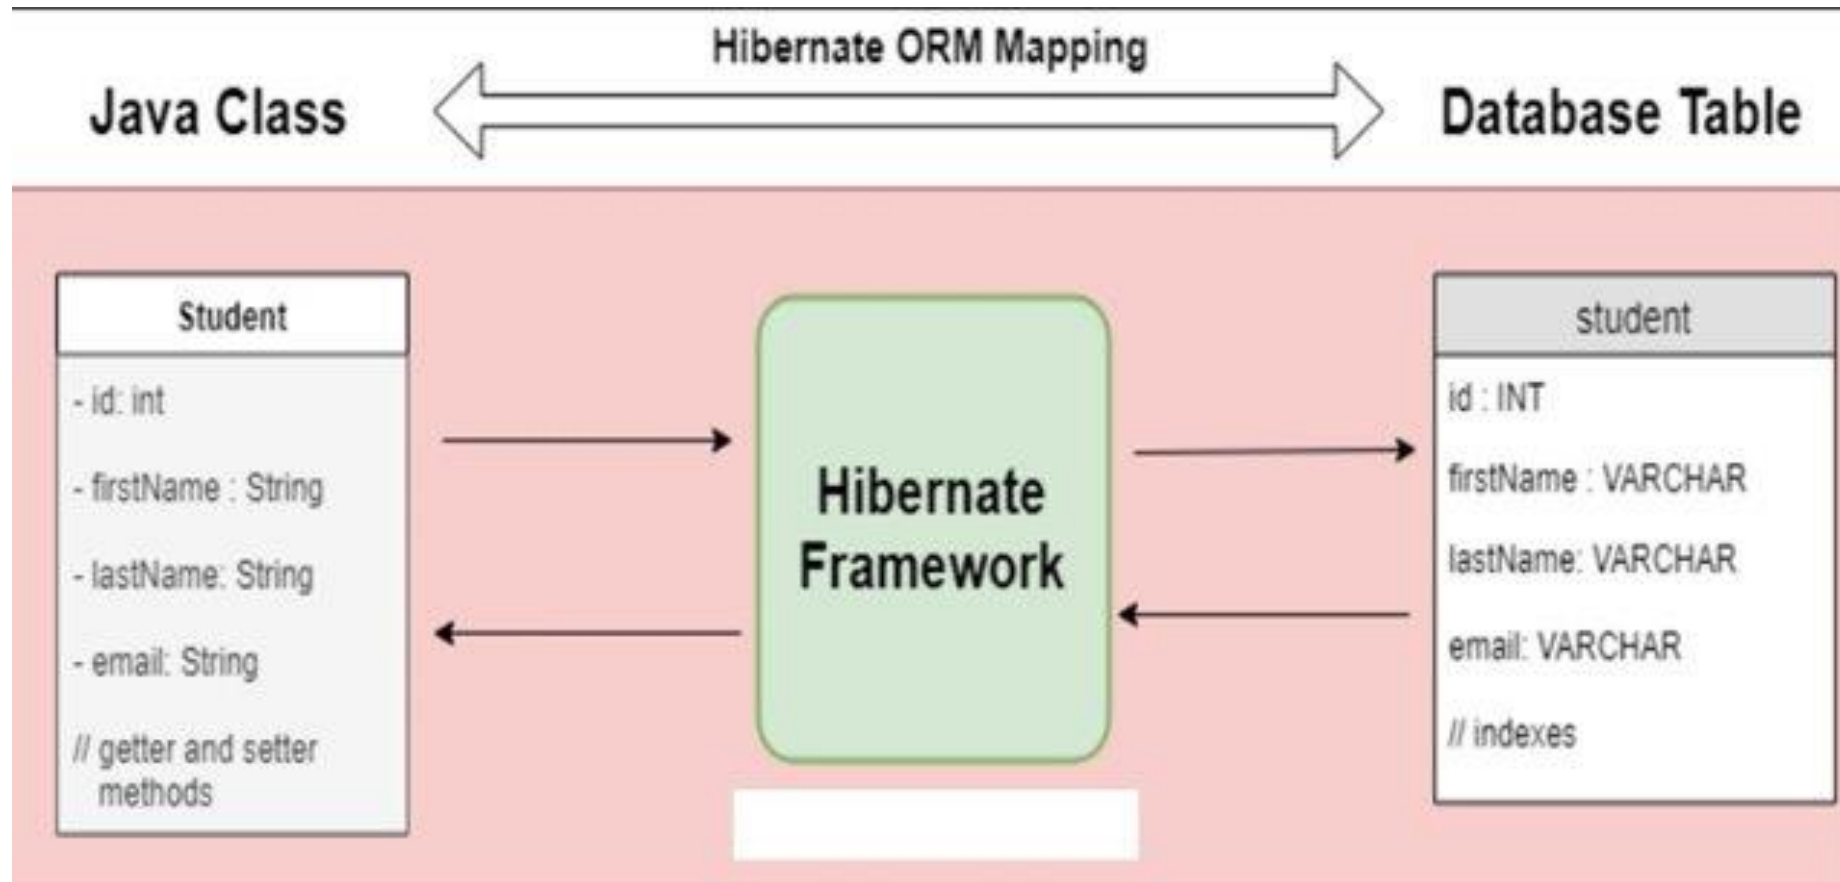 Hibernate ORM Mapping
Java Class
Database Table
Student
- id: int
- firstName : String
- lastName: String
- email: String
// getter and setter
methods
Hibernate
Framework
student
id : INT
firstName : VARCHAR
lastName: VARCHAR
email: VARCHAR
// indexes